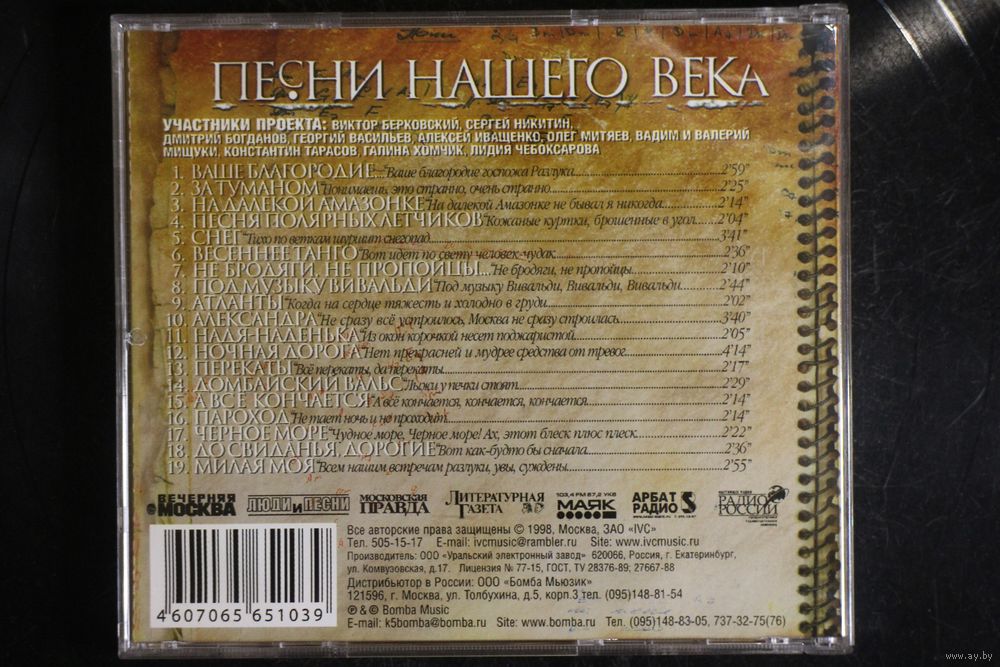 ПЕСНИ НАШЕГО ВЕКА
УЧАСТНИКИ ПРОЕКТА: ВИКТОР БЕРКОВСКИЙ, СЕРГЕЙ НИКИТИН,
ДМИТРИЙ БОГДАНОВ, ГЕОРГИЙ ВАСИЛЬЕВ, АЛЕКСЕЙ ИВАЩЕНКО, ОЛЕГ МИТЯЕВ, ВАДИМ И ВАЛЕРИЙ
МИЩУКИ, КОНСТАНТИН ТАРАСОВ, ГАЛИНА ХОМЧИК, ЛИДИЯ ЧЕБОКСАРОВА
1. ВАШЕ БЛАГОРОДИЕ... "Ваше благородие госпожа Разлука... 2'59"
2. ЗА ТУМАНОМ "Понимаешь, это странно, очень странно... 2'25"
3. НА ДАЛЕКОЙ АМАЗОНКЕ "На далекой Амазонке не бывал я никогда... 2'14"
4. ПЕСНЯ ПОЛЯРНЫХ ЛЕТЧИКОВ "Кожаные куртки, брошенные в угол... 2'04"
5. СНЕГ "Тихо по веткам шуршит снегопад... 3'41"
6. ВЕСЕННЕЕ ТАНГО "Вот идет по свету человек-чудак... 2'36"
7. НЕ БРОДЯГИ, НЕ ПРОПОЙЦЫ... "Не бродяги, не пропойцы... 2'10"
8. ПОД МУЗЫКУ ВИВАЛЬДИ "Под музыку Вивальди, Вивальди, Вивальди... 2'44"
9. АТЛАНТЫ "Когда на сердце тяжесть и холодно в груди... 2'02"
10. АЛЕКСАНДРА "Не сразу всё устроилось, Москва не сразу строилась... 3'40"
11. НАДЯ-НАДЕНЬКА "Из окон корочкой несет поджаристой... 2'05"
12. НОЧНАЯ ДОРОГА "Нет прекрасней и мудрее средства от тревог... 4'14"
13. ПЕРЕКАТЫ "Всё перекаты, да перекаты... 2'17"
14. ДОМБАЙСКИЙ ВАЛЬС "Лыжи у печки стоят... 2'29"
15. А ВСЁ КОНЧАЕТСЯ "А всё кончается, кончается, кончается... 2'14"
16. ПАРОХОД "Не тает ночь и не проходит... 2'14"
17. ЧЕРНОЕ МОРЕ "Чудное море, Черное море! Ах, этот блеск плюс плеск... 2'22"
18. ДО СВИДАНЬЯ, ДОРОГИЕ "Вот как-будто бы сначала... 2'36"
19. МИЛАЯ МОЯ "Всем нашим встречам разлуки, увы, суждены... 2'55"
ВЕЧЕРНЯЯ МОСКВА ЛЮДИ И ПЕСНИ МОСКОВСКАЯ ПРАВДА ЛИТЕРАТУРНАЯ ГАЗЕТА 103,4 FM 67,2 УКВ МАЯК АРБАТ РАДИО РАДИО РОССИИ
Все авторские права защищены © 1998, Москва, ЗАО «IVC»
Тел. 505-15-17 E-mail: ivcmusic@rambler.ru Site: www.ivcmusic.ru
Производитель: ООО «Уральский электронный завод» 620066, Россия, г. Екатеринбург,
ул. Комвузовская, д.17. Лицензия № 77-15, ГОСТ, ТУ 28376-89; 27667-88
Дистрибьютор в России: ООО «Бомба Мьюзик»
121596, г. Москва, ул. Толбухина, д.5, корп.3,тел. (095)148-81-54
℗ & © Bomba Music
E-mail: k5bomba@bomba.ru Site: www.bomba.ru Тел. (095)148-83-05, 737-32-75(76)
4 607065 651039
www.ay.by